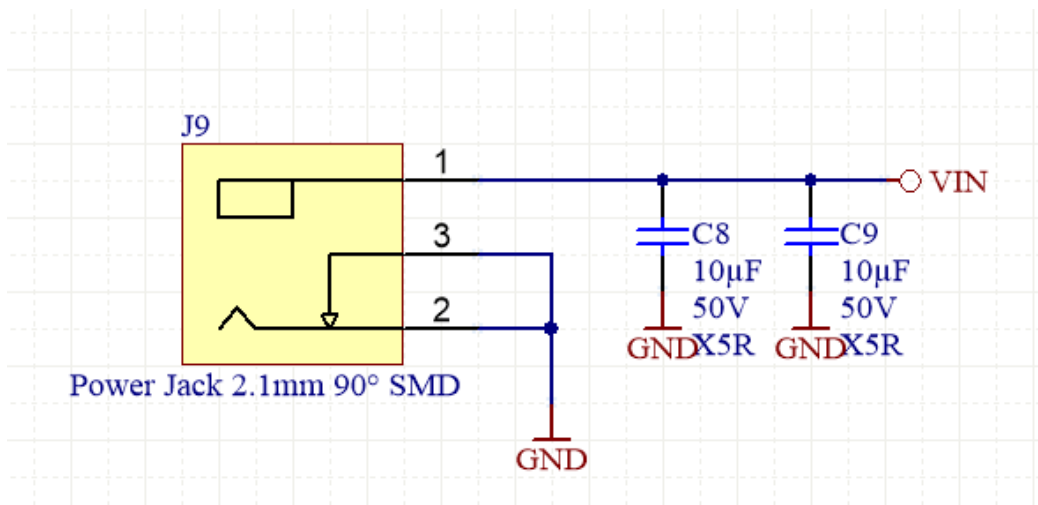 J9
1
3
2
Power Jack 2.1mm 90° SMD
GND
C8
10µF
50V
X5R
GND
C9
10µF
50V
X5R
GND
VIN